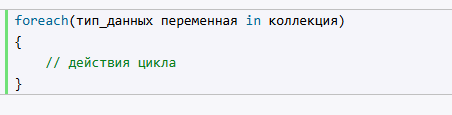 foreach(тип_данных переменная in коллекция)
{
    // действия цикла
}